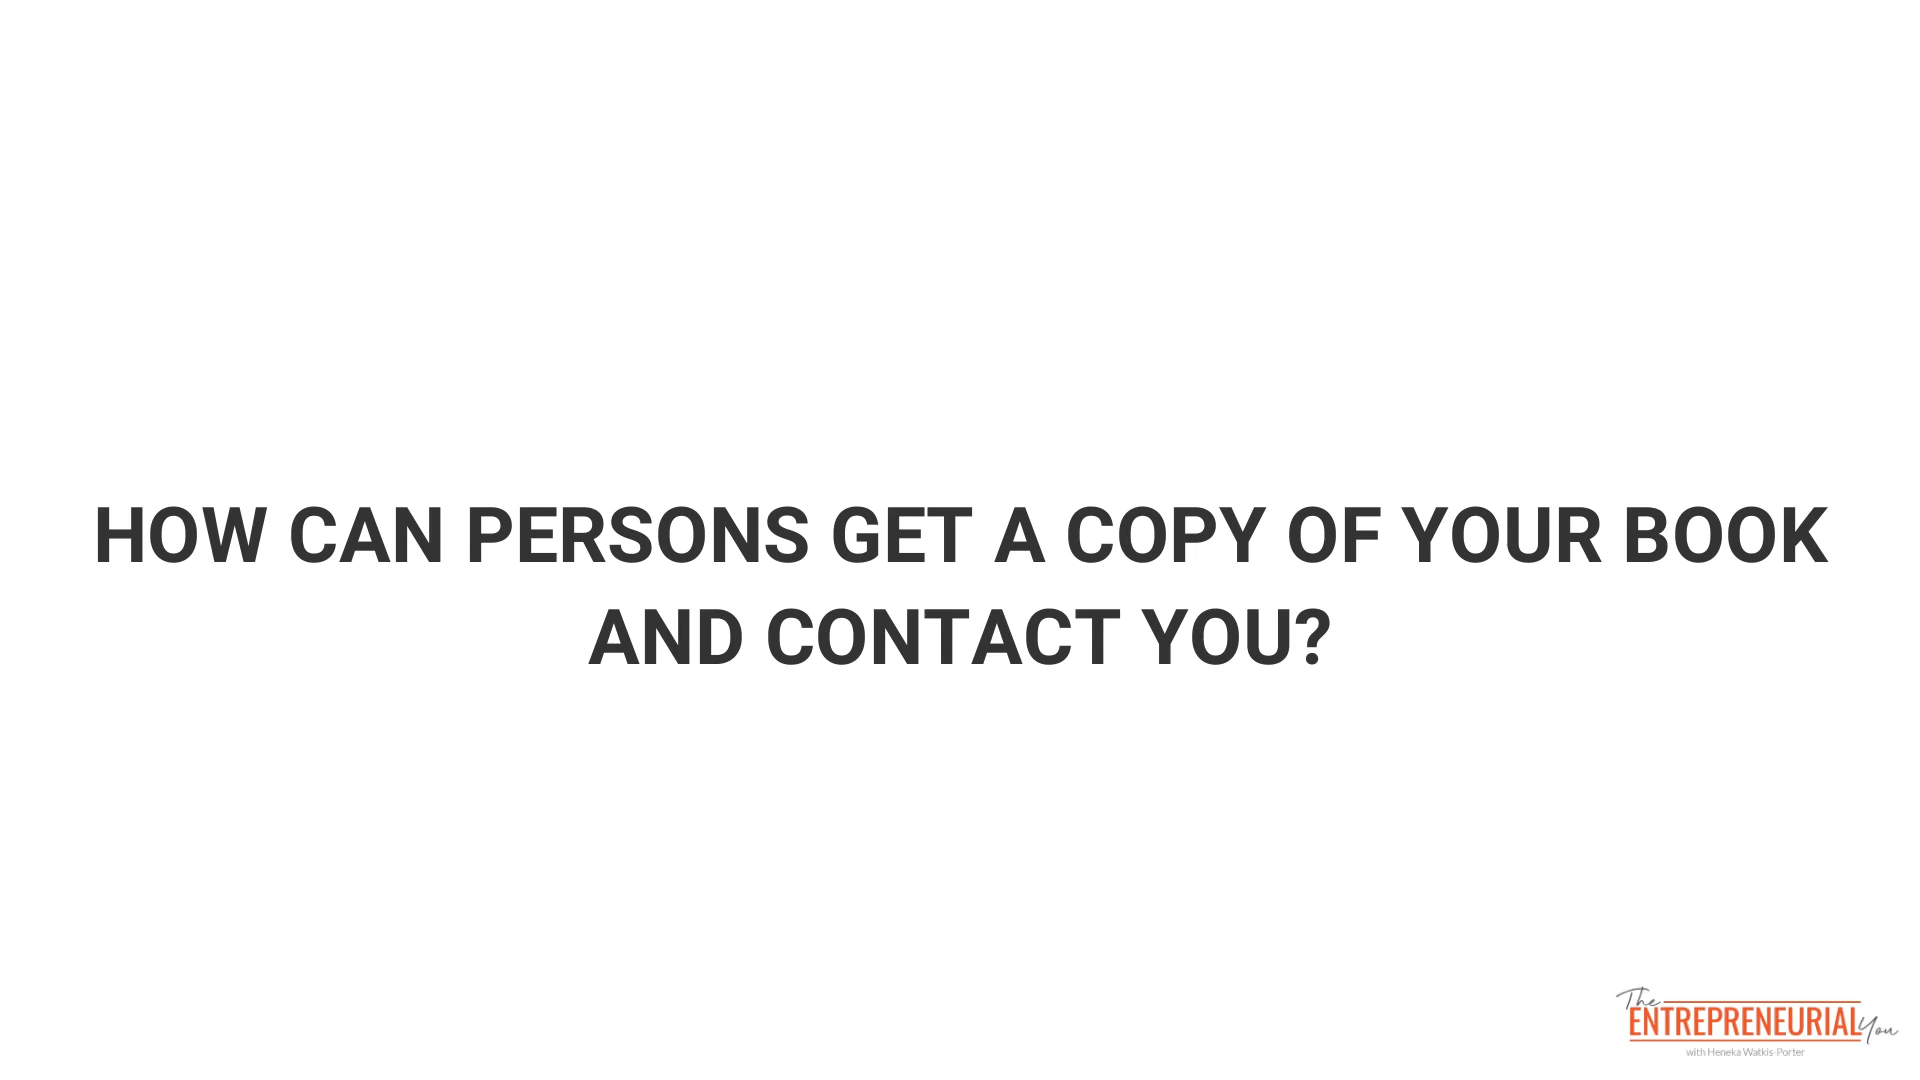 HOW CAN PERSONS GET A COPY OF YOUR BOOK
AND CONTACT YOU?
The
ENTREPRENEURIAL You
with Heneka Watkis-Porter